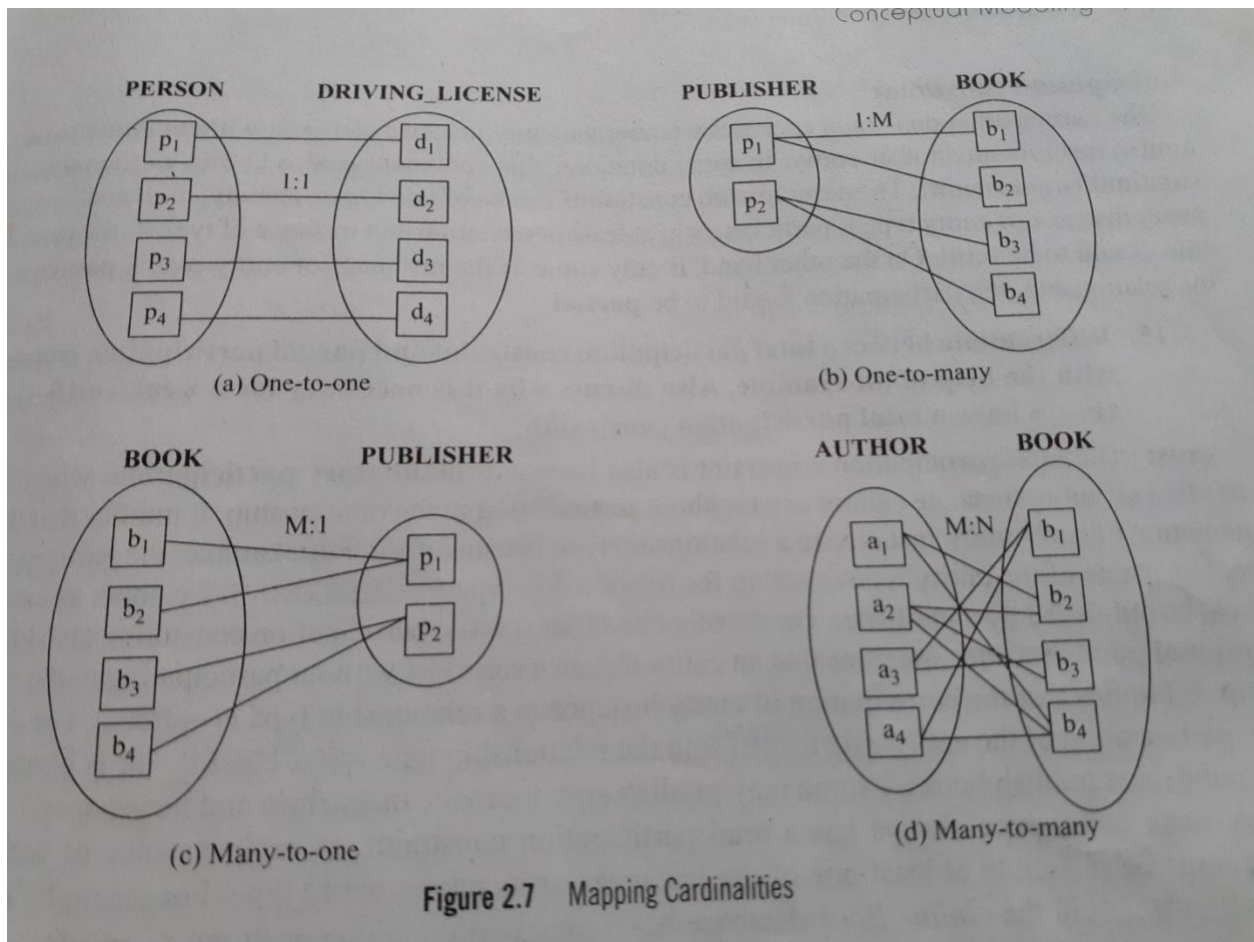 Conceptual Modeling
PERSON
DRIVING_LICENSE
p1
p2
p3
p4
1:1
d1
d2
d3
d4
(a) One-to-one
PUBLISHER
BOOK
p1
p2
1:M
b1
b2
b3
b4
(b) One-to-many
BOOK
PUBLISHER
b1
b2
b3
b4
M:1
p1
p2
(c) Many-to-one
AUTHOR
BOOK
a1
a2
a3
a4
M:N
b1
b2
b3
b4
(d) Many-to-many
Figure 2.7 Mapping Cardinalities